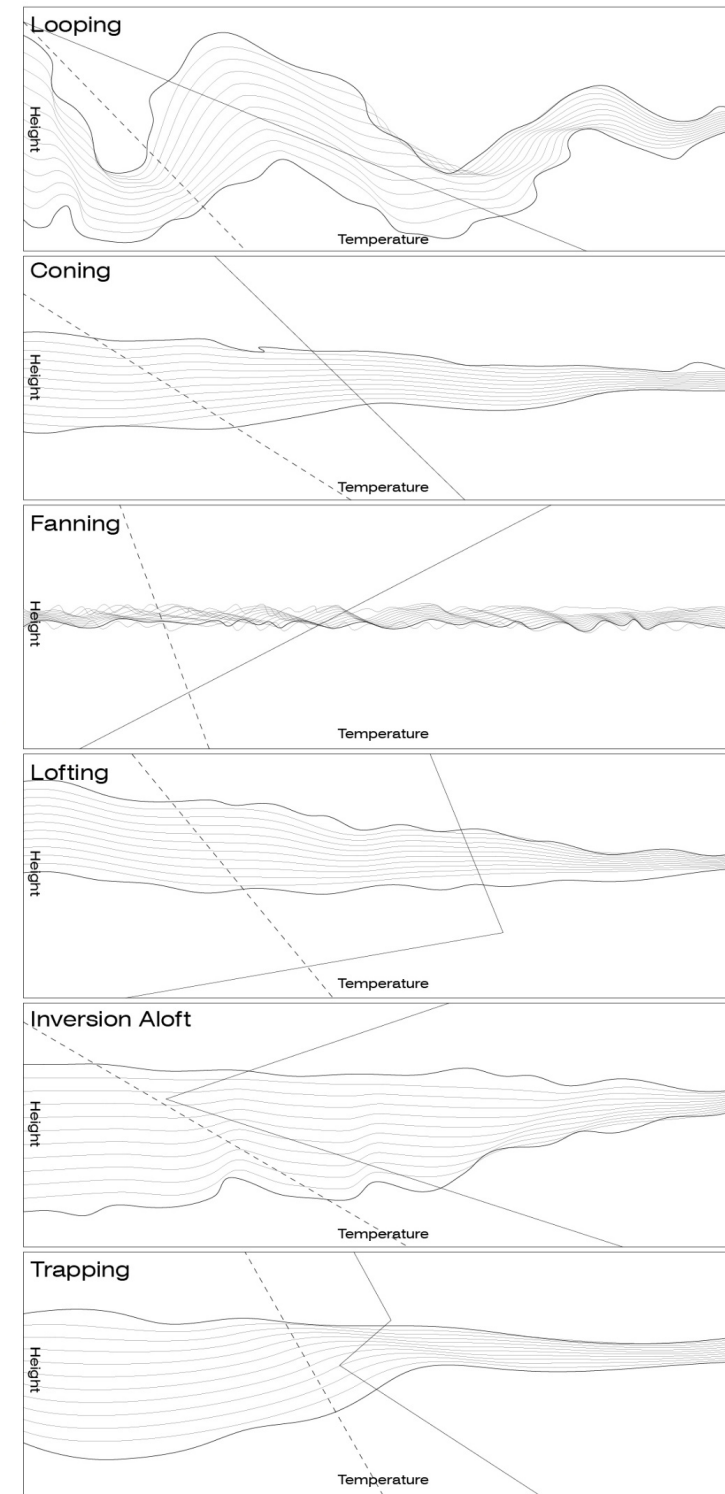 Looping
Height
Temperature
Coning
Height
Temperature
Fanning
Height
Temperature
Lofting
Height
Temperature
Inversion Aloft
Height
Temperature
Trapping
Height
Temperature